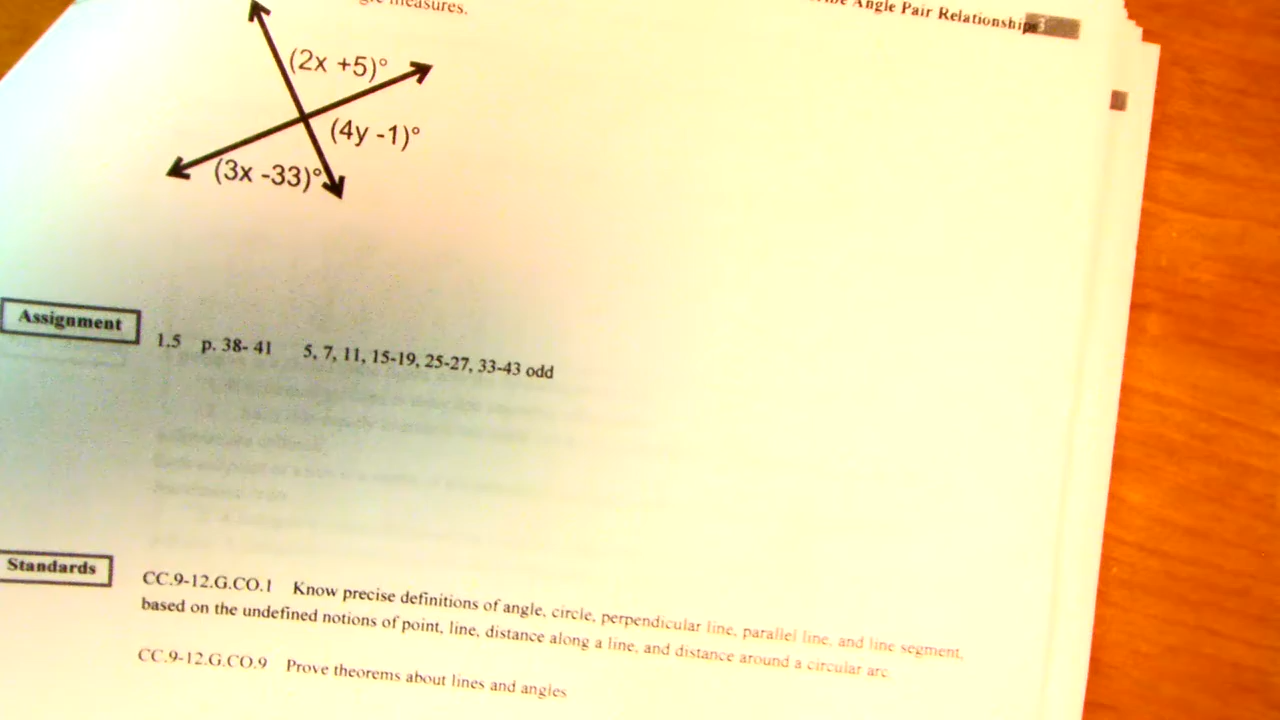 measures.
Angle Pair Relationships 3
(2x +5)°
(4y -1)°
(3x -33)°
Assignment
1.5 p. 38- 41 5, 7, 11, 15-19, 25-27, 33-43 odd
Standards
CC.9-12.G.CO.1 Know precise definitions of angle, circle, perpendicular line, parallel line, and line segment,
based on the undefined notions of point, line, distance along a line, and distance around a circular arc
CC.9-12.G.CO.9 Prove theorems about lines and angles